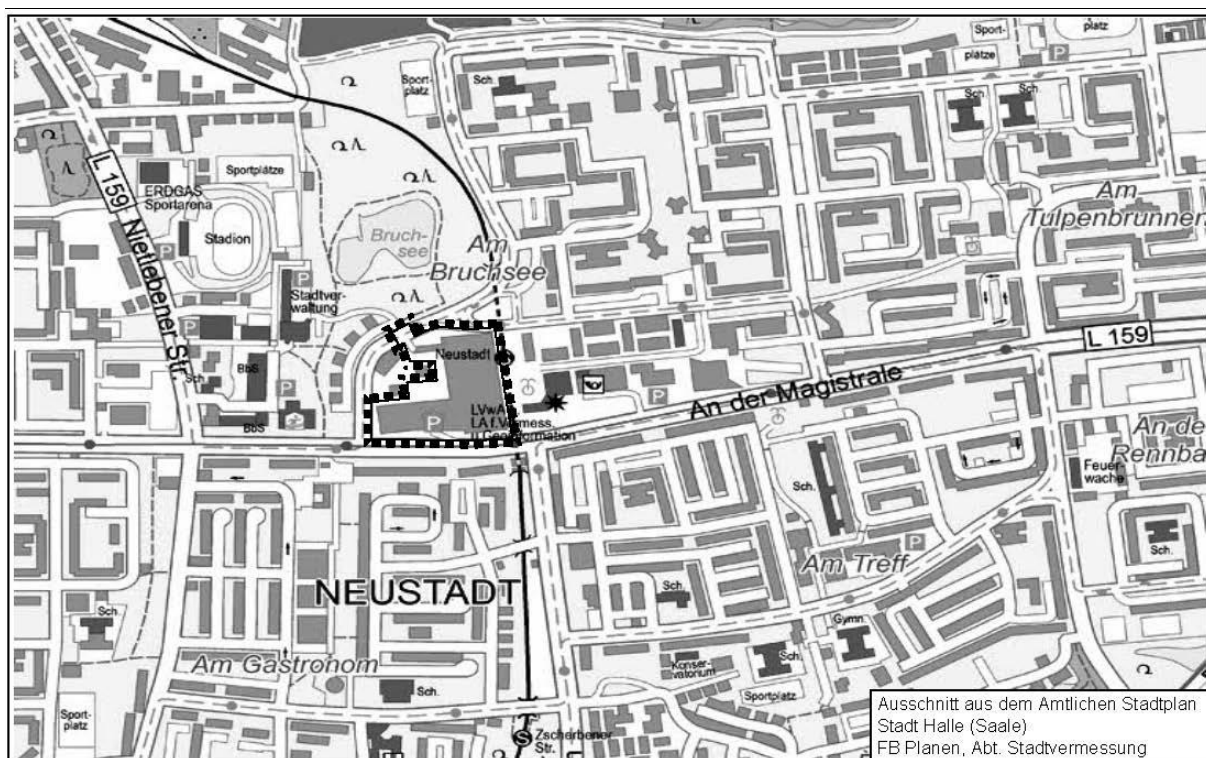 Sport-
platz
Sch.
Sport-
plätze
P
Sch.
Sch.
L 159
Nietlebener Str.
ERDGAS
Sportarena
Sportplätze
Stadion
P
Bruch-
see
Am
Bruchsee
Am
Tulpenbrunnen
Stadtver-
waltung
P
P
Sch.
BbS
P
BbS
Neustadt
S
P
LVwA
LA f. Vermess.
u Geoinformation
P
An der Magistrale
L 159
An de
Rennba
Feuer-
wache
Sch.
Sch.
P
Am Treff
NEUSTADT
Sch.
Sch.
Am Gastronom
Sch.
Gymn.
Sch.
Konser-
vatorium
Sportplatz
Sport-
platz
S
Zscherbener
Str.
Ausschnitt aus dem Amtlichen Stadtplan
Stadt Halle (Saale)
FB Planen, Abt. Stadtvermessung